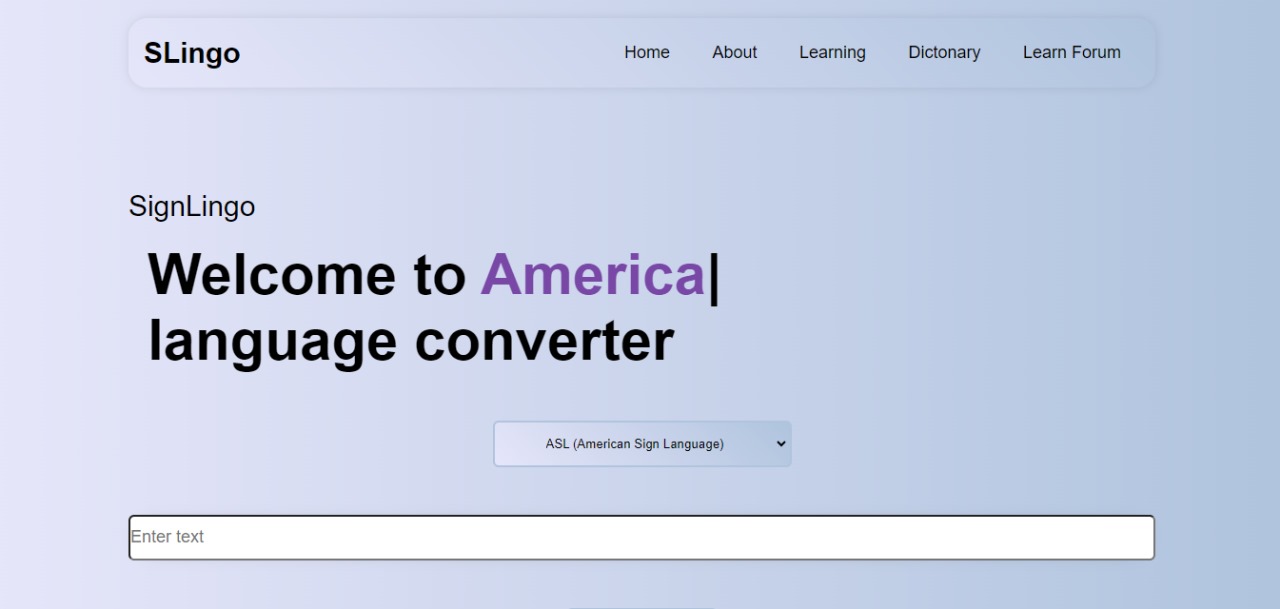 SLingo
Home About Learning Dictonary Learn Forum
SignLingo
Welcome to America|
language converter
ASL (American Sign Language)
Enter text